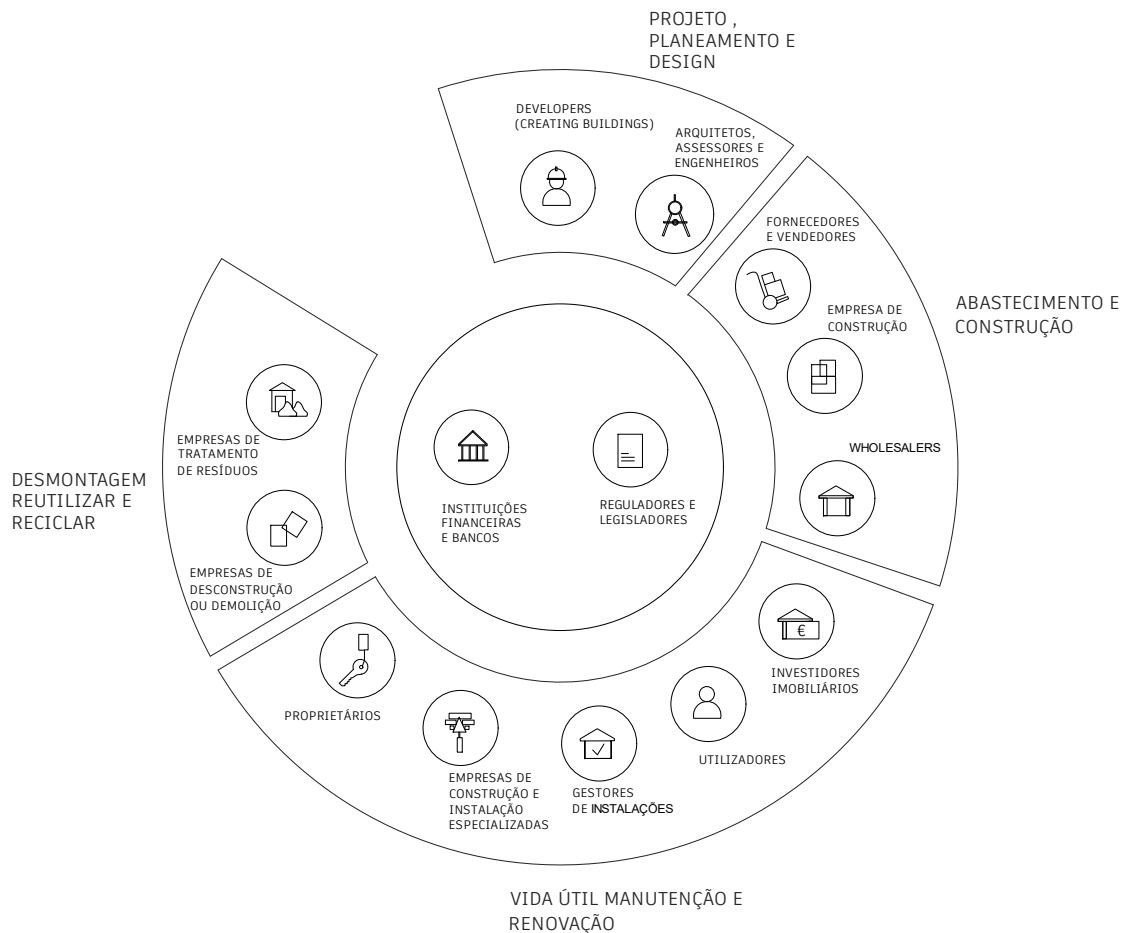 PROJETO ,
PLANEAMENTO E
DESIGN
DEVELOPERS
(CREATING BUILDINGS)
ARQUITETOS,
ASSESSORES E
ENGENHEIROS
FORNECEDORES
E VENDEDORES
EMPRESA DE
CONSTRUÇÃO
WHOLESALERS
ABASTECIMENTO E
CONSTRUÇÃO
INSTITUIÇÕES
FINANCEIRAS
E BANCOS
REGULADORES E
LEGISLADORES
EMPRESAS DE
TRATAMENTO
DE RESÍDUOS
DESMONTAGEM
REUTILIZAR E
RECICLAR
EMPRESAS DE
DESCONSTRUÇÃO
OU DEMOLIÇÃO
PROPRIETÁRIOS
EMPRESAS DE
CONSTRUÇÃO E
INSTALAÇÃO
ESPECIALIZADAS
GESTORES
DE INSTALAÇÕES
UTILIZADORES
€
INVESTIDORES
IMOBILIÁRIOS
VIDA ÚTIL MANUTENÇÃO E
RENOVAÇÃO